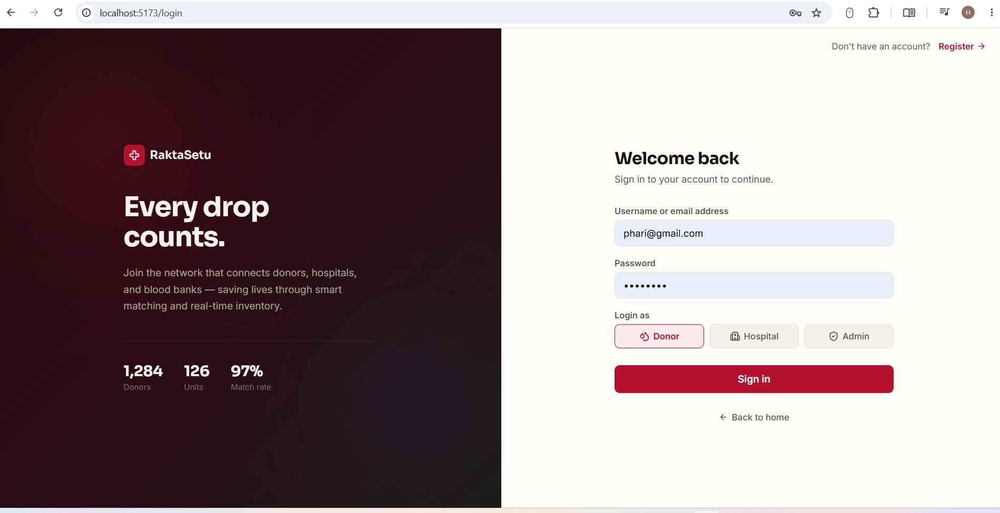 localhost:5173/login
H
Don't have an account? Register →
RaktaSetu
Every drop
counts.
Join the network that connects donors, hospitals,
and blood banks — saving lives through smart
matching and real-time inventory.
1,284 126 97%
Donors Units Match rate
Welcome back
Sign in to your account to continue.
Username or email address
phari@gmail.com
Password
••••••••
Login as
Donor Hospital Admin
Sign in
← Back to home